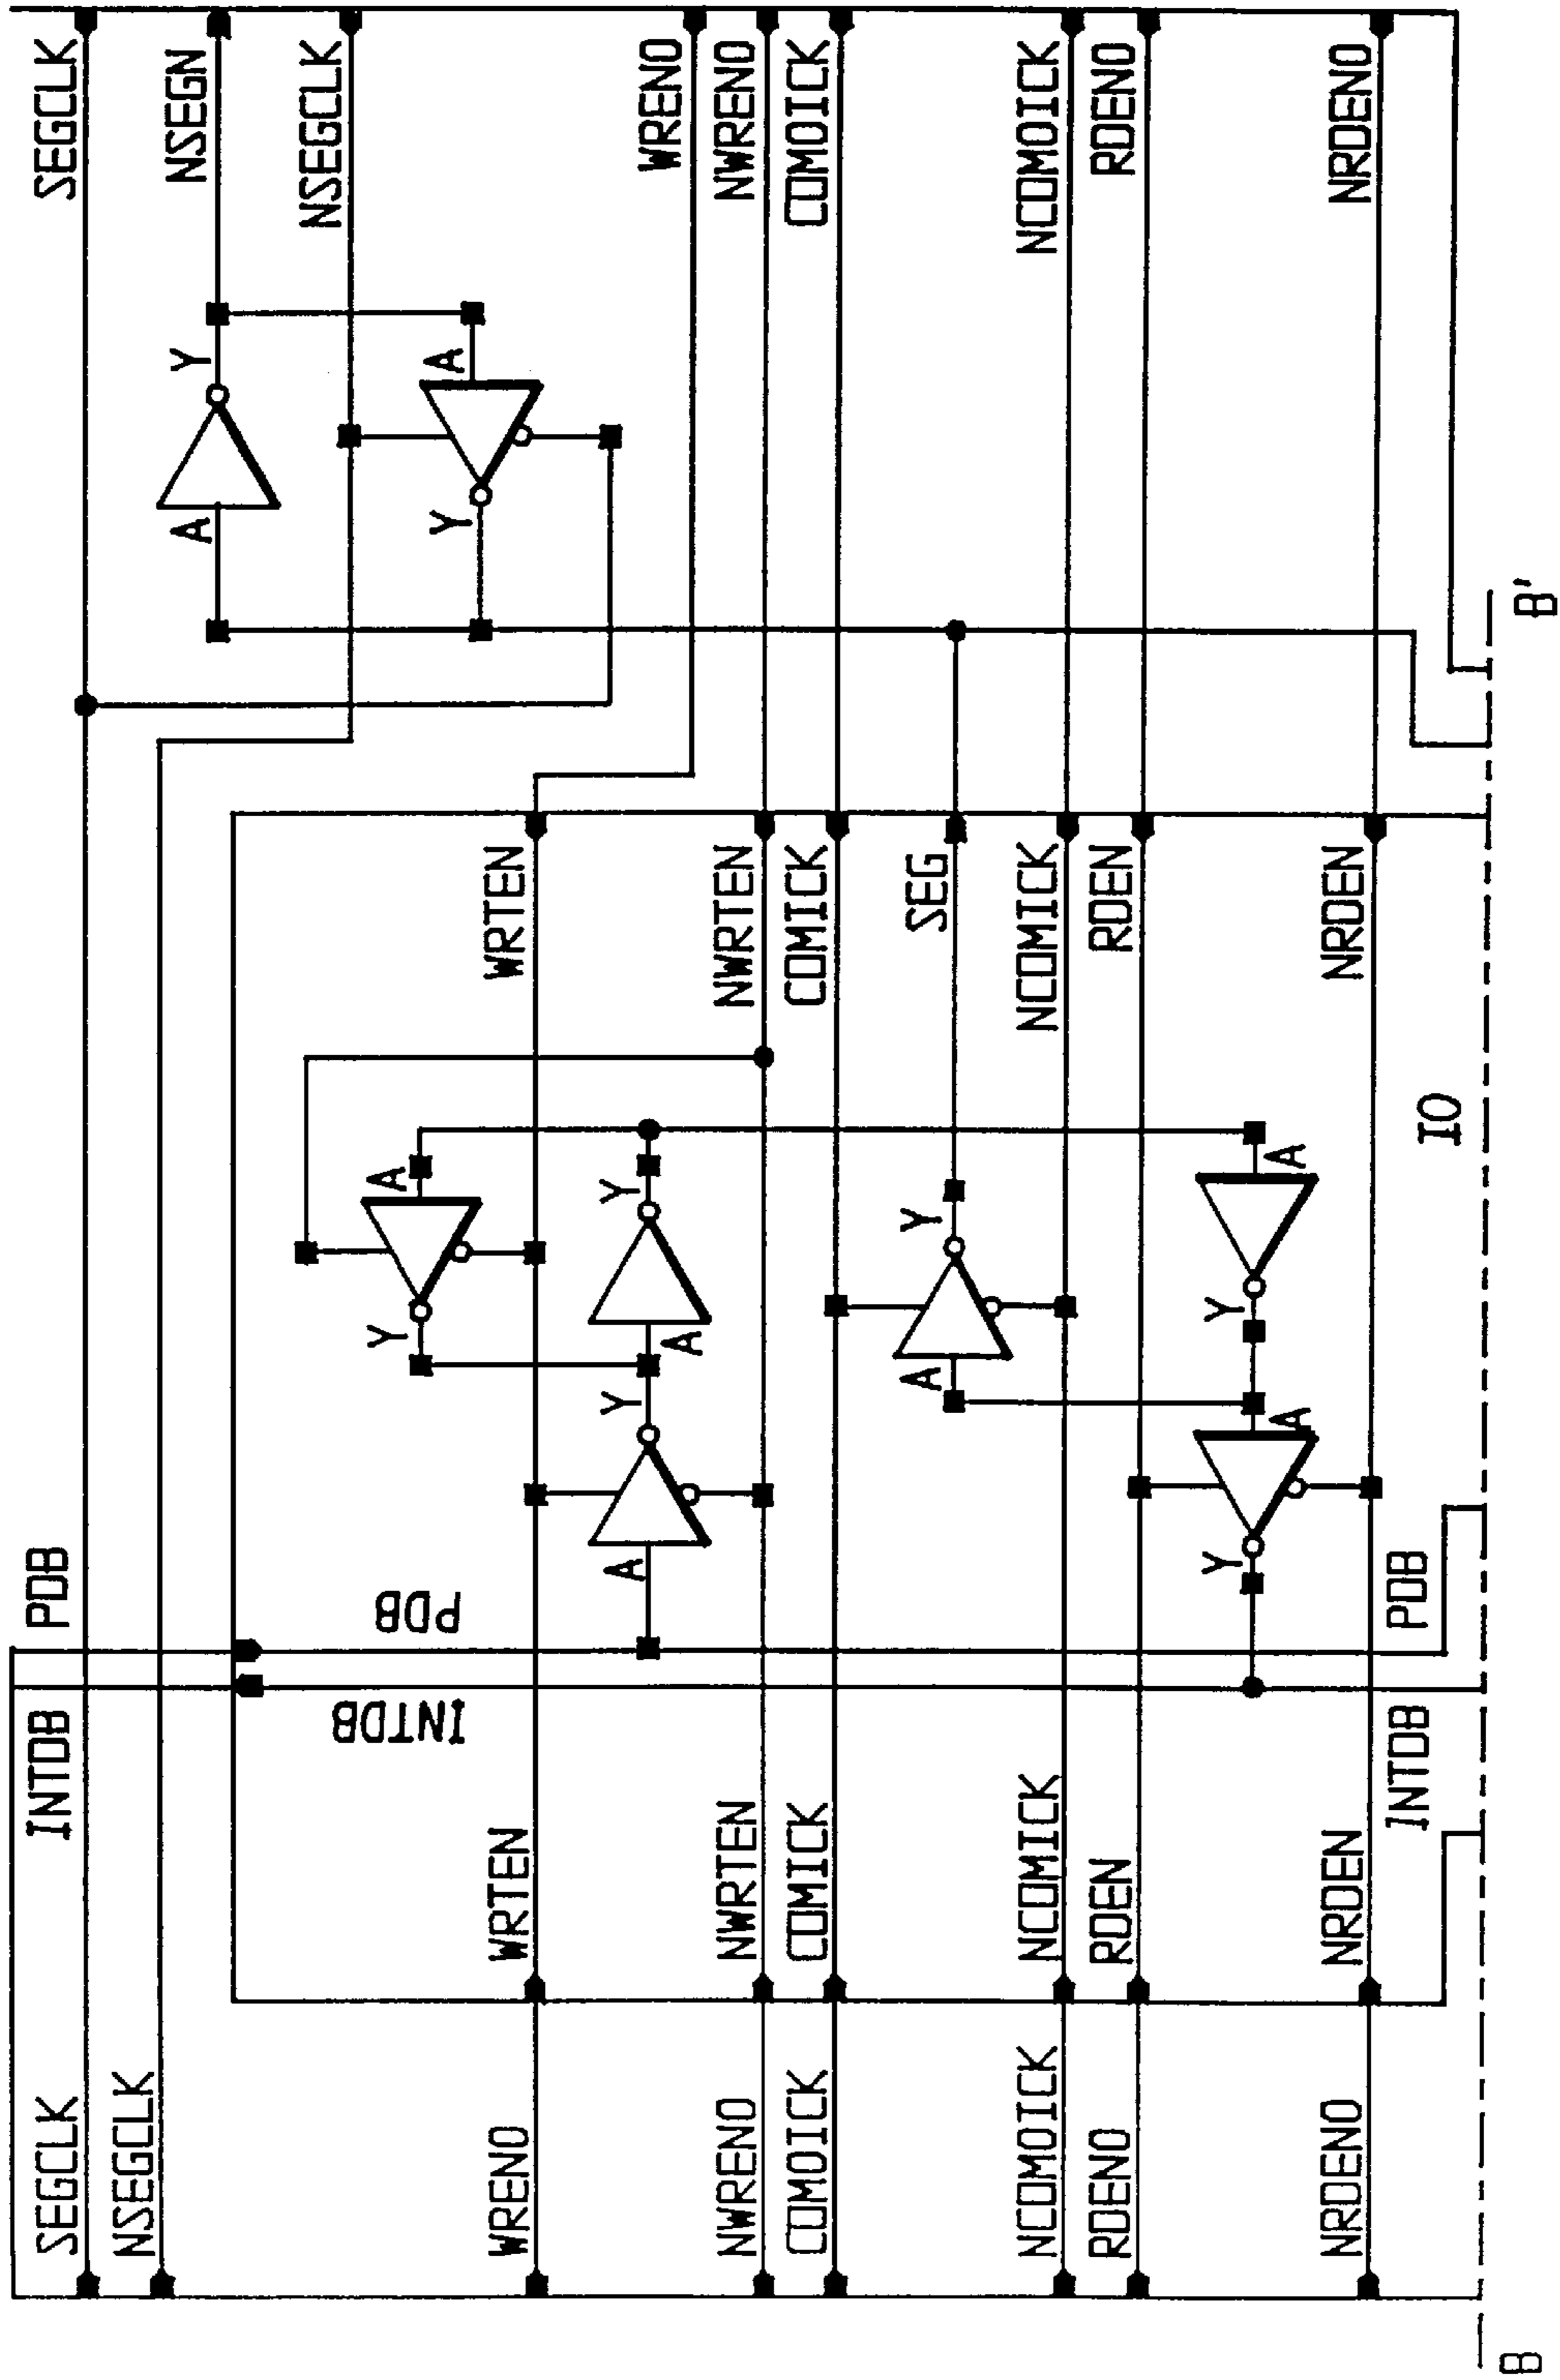 SEGCLK
INTDB
PDB
SEGCLK
NSEGCLK
A
Y
NSEGN
NSEGCLK
INTDB
PDB
Y
A
Y
A
WRENO
WRTEN
WRTEN
WRENO
A
Y
A
Y
NWRENO
NWRTEN
NWRTEN
NWRENO
COMOICK
COMICK
COMICK
COMOICK
A
Y
SEG
NCOMOICK
NCOMICK
NCOMICK
NCOMOICK
RDENO
RDEN
RDEN
RDENO
Y
A
Y
A
NRDENO
NRDEN
NRDEN
NRDENO
INTDB
PDB
IO
B
B'